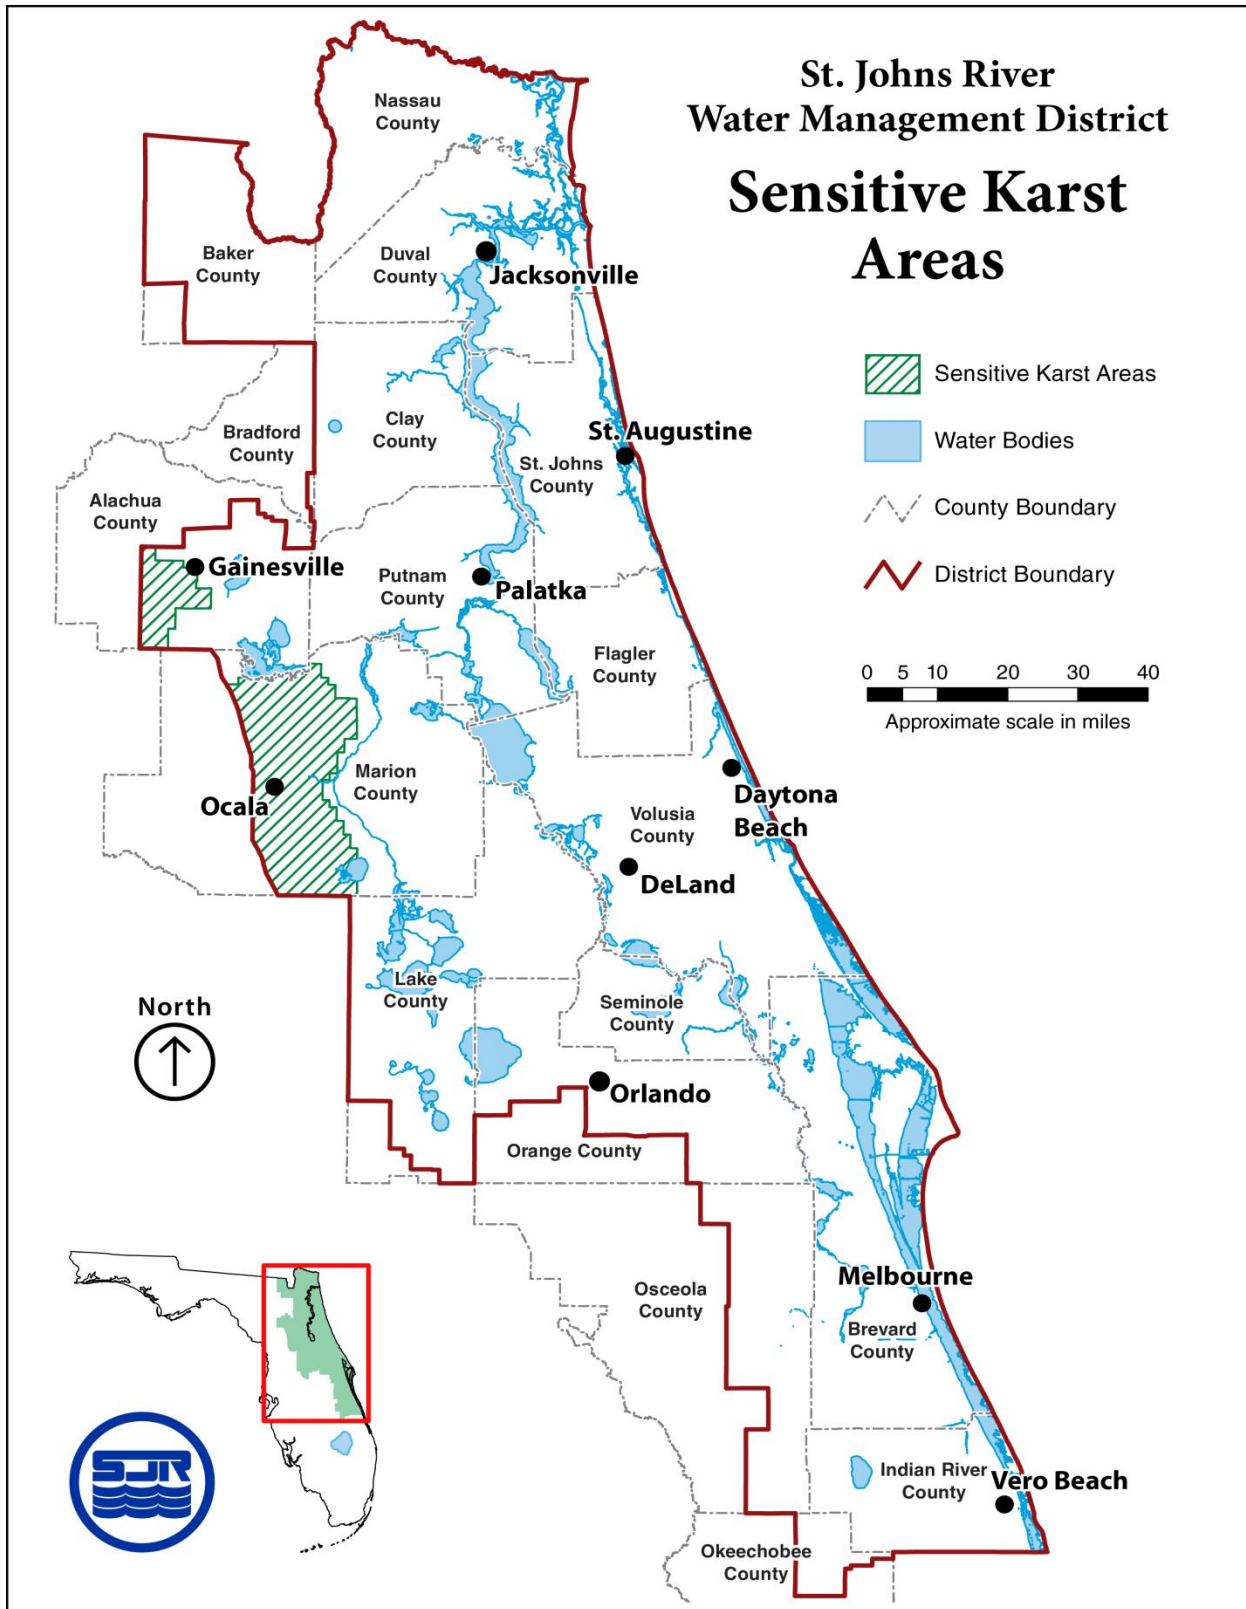 St. Johns River
Water Management District
Sensitive Karst
Areas
Sensitive Karst Areas
Water Bodies
County Boundary
District Boundary
0 5 10 20 30 40
Approximate scale in miles
Nassau
County
Baker
County
Duval
County
Jacksonville
Clay
County
Bradford
County
St. Augustine
St. Johns
County
Alachua
County
Gainesville
Putnam
County
Palatka
Flagler
County
Marion
County
Ocala
Daytona
Beach
Volusia
County
DeLand
Lake
County
Seminole
County
North
Orlando
Orange County
Osceola
County
Melbourne
Brevard
County
Indian River
County
Vero Beach
Okeechobee
County
SJR